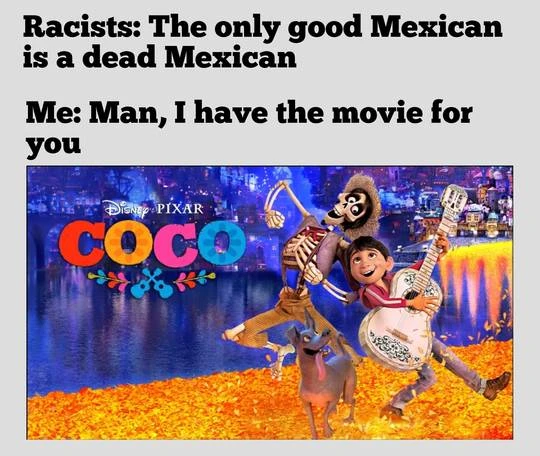 Racists: The only good Mexican
is a dead Mexican
Me: Man, I have the movie for
you
Disney PIXAR
COCO